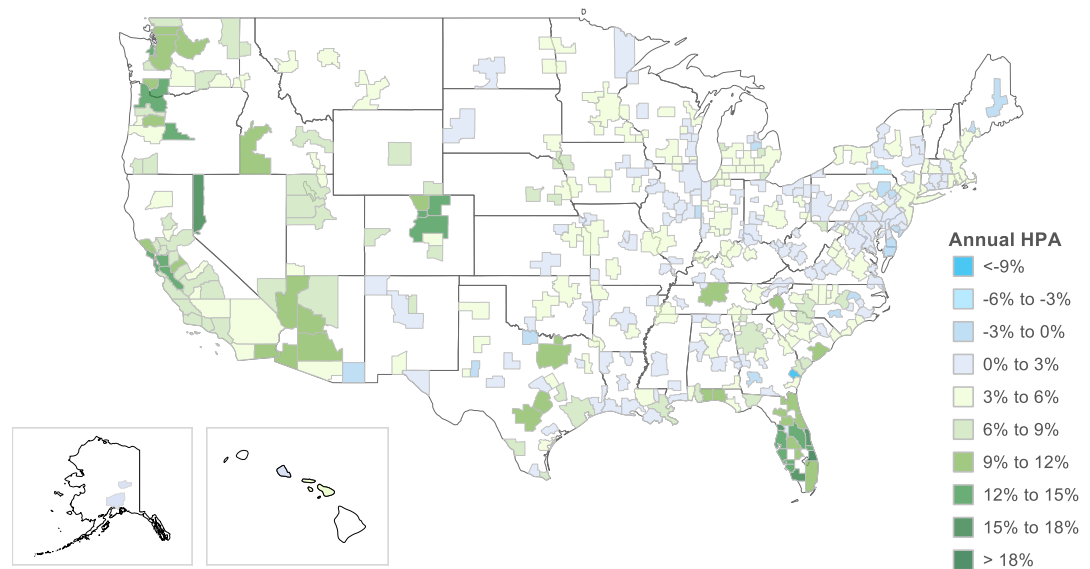 Annual HPA
<-9%
-6% to -3%
-3% to 0%
0% to 3%
3% to 6%
6% to 9%
9% to 12%
12% to 15%
15% to 18%
> 18%